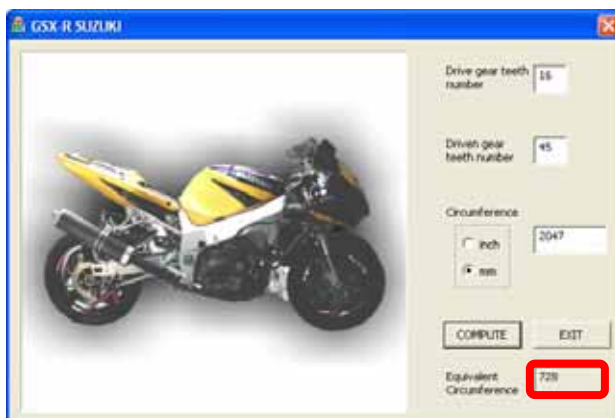 GSX-R SUZUKI
Drive gear teeth
number
16
Driven gear
teeth number
45
Circumference
inch
mm
2047
COMPUTE
EXIT
Equivalent
Circumference
728